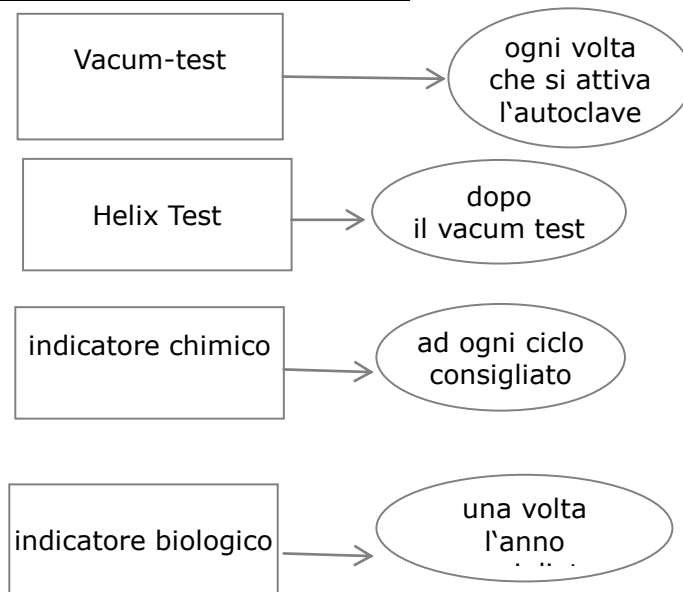 Vacum-test
ogni volta
che si attiva
l‘autoclave
Helix Test
dopo
il vacum test
indicatore chimico
ad ogni ciclo
consigliato
indicatore biologico
una volta
l‘anno